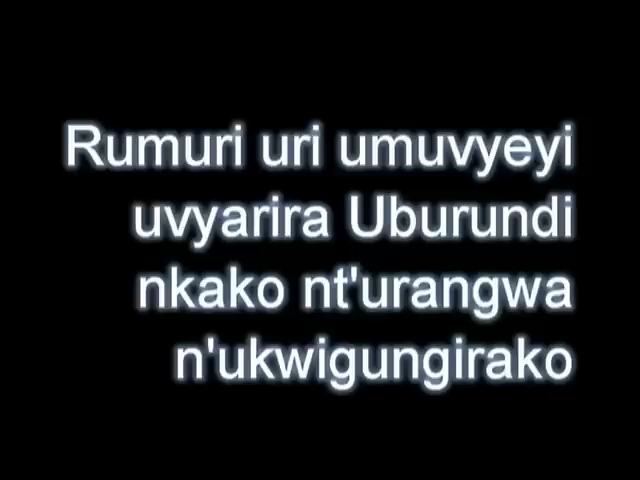 Rumuri uri umuvyeyi
uvyarira Uburundi
nkako nt'urangwa
n'ukwigungirako